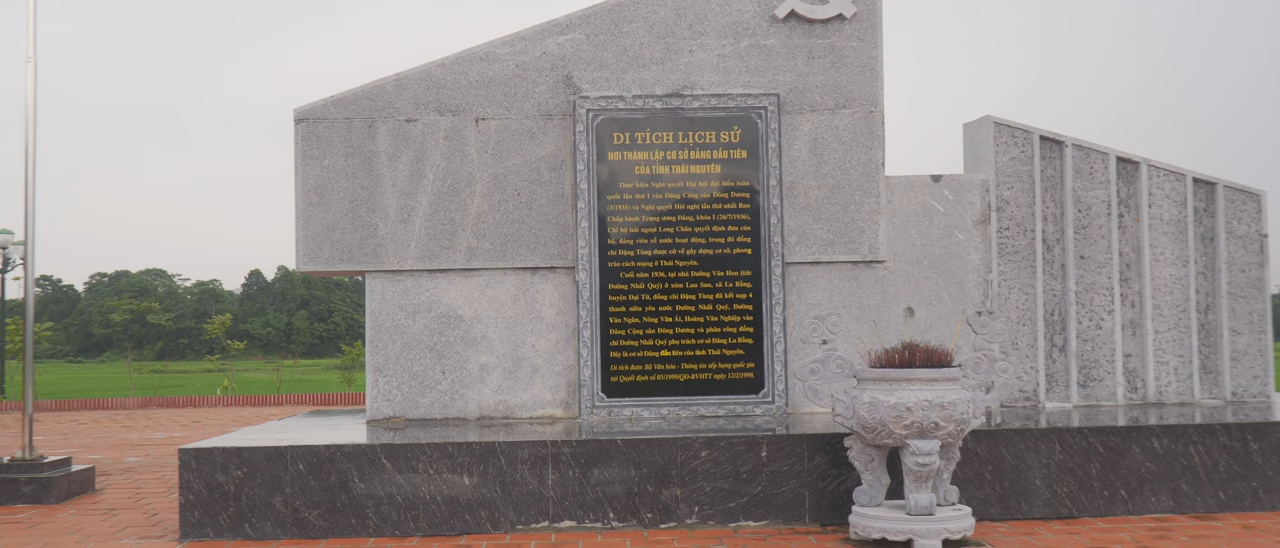 DI TÍCH LỊCH SỬ
NƠI THÀNH LẬP CƠ SỞ ĐẢNG ĐẦU TIÊN
CỦA TỈNH THÁI NGUYÊN
Thực hiện Nghị quyết Đại hội đại biểu toàn
quốc lần thứ I của Đảng Cộng sản Đông Dương
(3/1935) và Nghị quyết Hội nghị lần thứ nhất Ban
Chấp hành Trung ương Đảng, khóa I (26/7/1936),
Chi bộ hải ngoại Long Châu quyết định đưa cán
bộ, đảng viên về nước hoạt động, trong đó đồng
chí Đặng Tùng được cử về gây dựng cơ sở, phong
trào cách mạng ở Thái Nguyên.
Cuối năm 1936, tại nhà Đường Văn Hon (tức
Đường Nhất Quý) ở xóm Lau Sau, xã La Bằng,
huyện Đại Từ, đồng chí Đặng Tùng đã kết nạp 4
thanh niên yêu nước Đường Nhất Quý, Đường
Văn Ngân, Nông Văn Ái, Hoàng Văn Nghiệp vào
Đảng Cộng sản Đông Dương và phân công đồng
chí Đường Nhất Quý phụ trách cơ sở Đảng La Bằng.
Đây là cơ sở Đảng đầu tiên của tỉnh Thái Nguyên.
Di tích được Bộ Văn hóa - Thông tin xếp hạng quốc gia
tại Quyết định số 05/1999/QĐ-BVHTT ngày 12/2/1999.